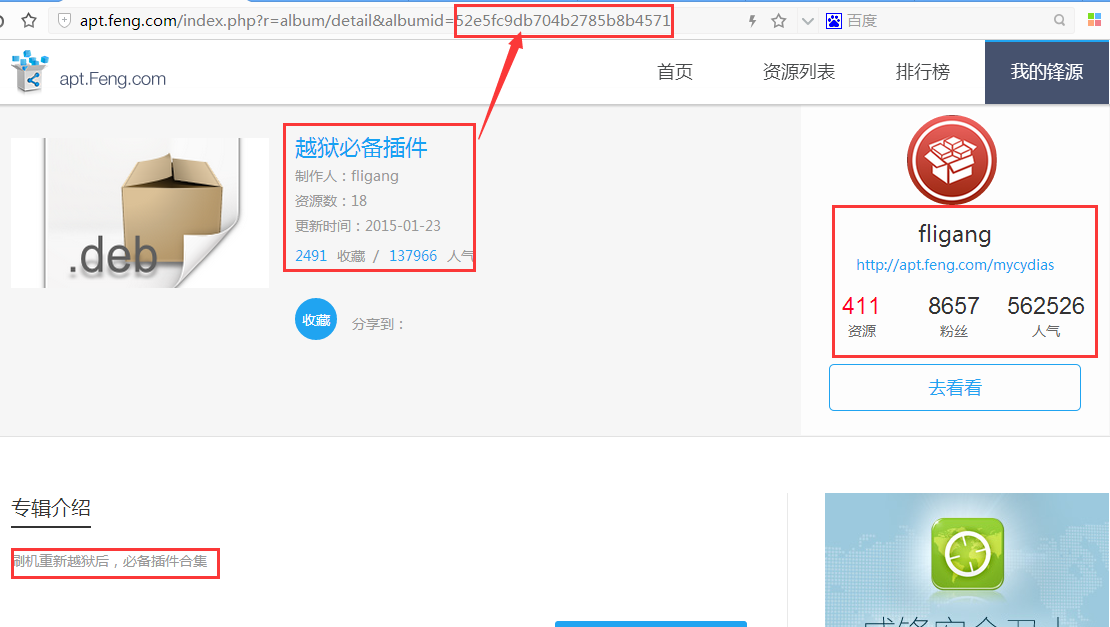 apt.feng.com/index.php?r=album/detail&albumid=52e5fc9db704b2785b8b4571
百度
apt.Feng.com
首页
资源列表
排行榜
我的锋源
.deb
越狱必备插件
制作人：fligang
资源数：18
更新时间：2015-01-23
2491 收藏 / 137966 人气
收藏
分享到：
fligang
http://apt.feng.com/mycydias
411 8657 562526
资源 粉丝 人气
去看看
专辑介绍
刷机重新越狱后，必备插件合集